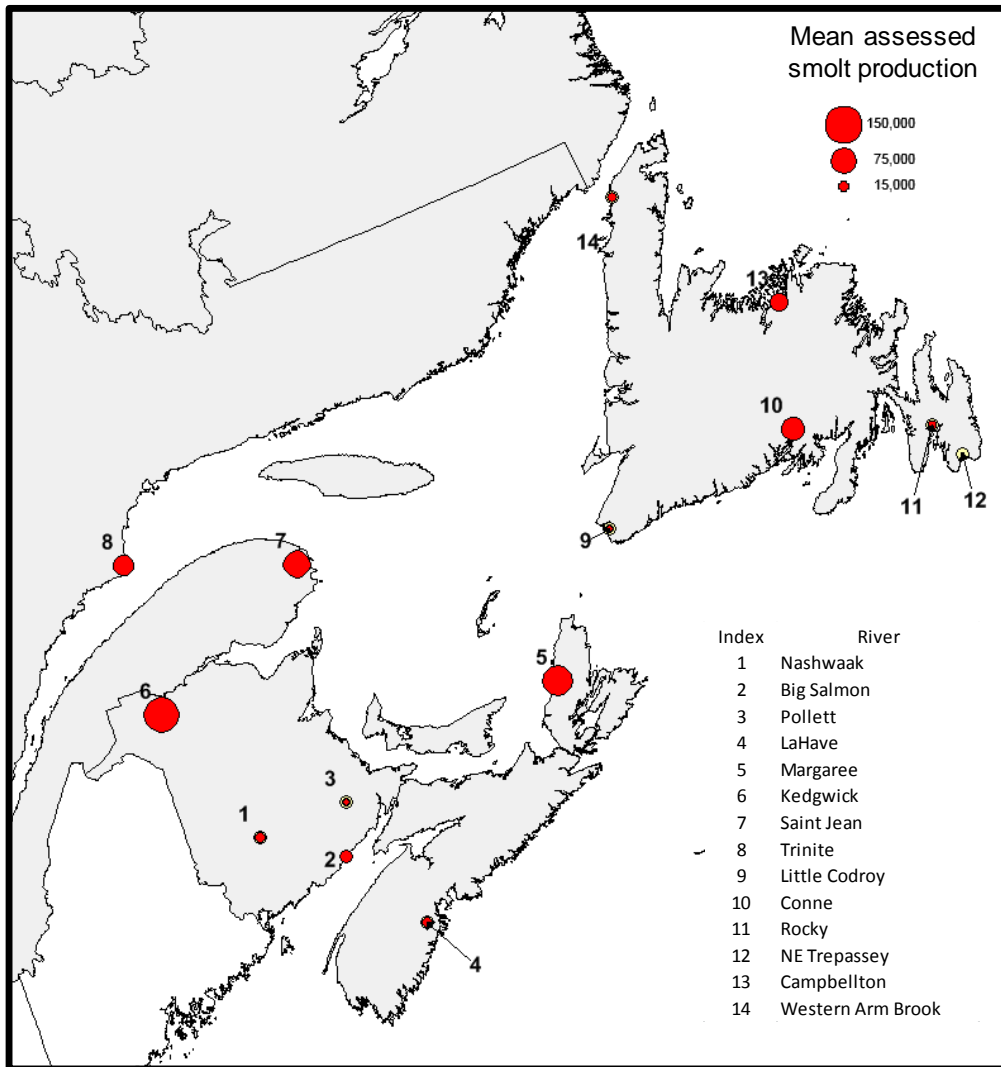 Mean assessed
smolt production
150,000
75,000
15,000
14
13
10
11
12
9
8
7
5
6
3
1
2
4
Index River
1 Nashwaak
2 Big Salmon
3 Pollett
4 LaHave
5 Margaree
6 Kedgwick
7 Saint Jean
8 Trinite
9 Little Codroy
10 Conne
11 Rocky
12 NE Trepassey
13 Campbellton
14 Western Arm Brook